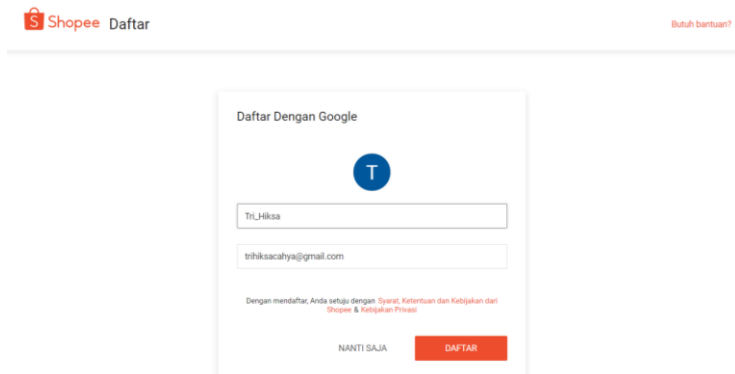 Shopee Daftar
Butuh bantuan?
Daftar Dengan Google
T
Tri_Hiksa
trihiksacahya@gmail.com
Dengan mendaftar, Anda setuju dengan Syarat, Ketentuan dan Kebijakan dari
Shopee & Kebijakan Privasi
NANTI SAJA
DAFTAR